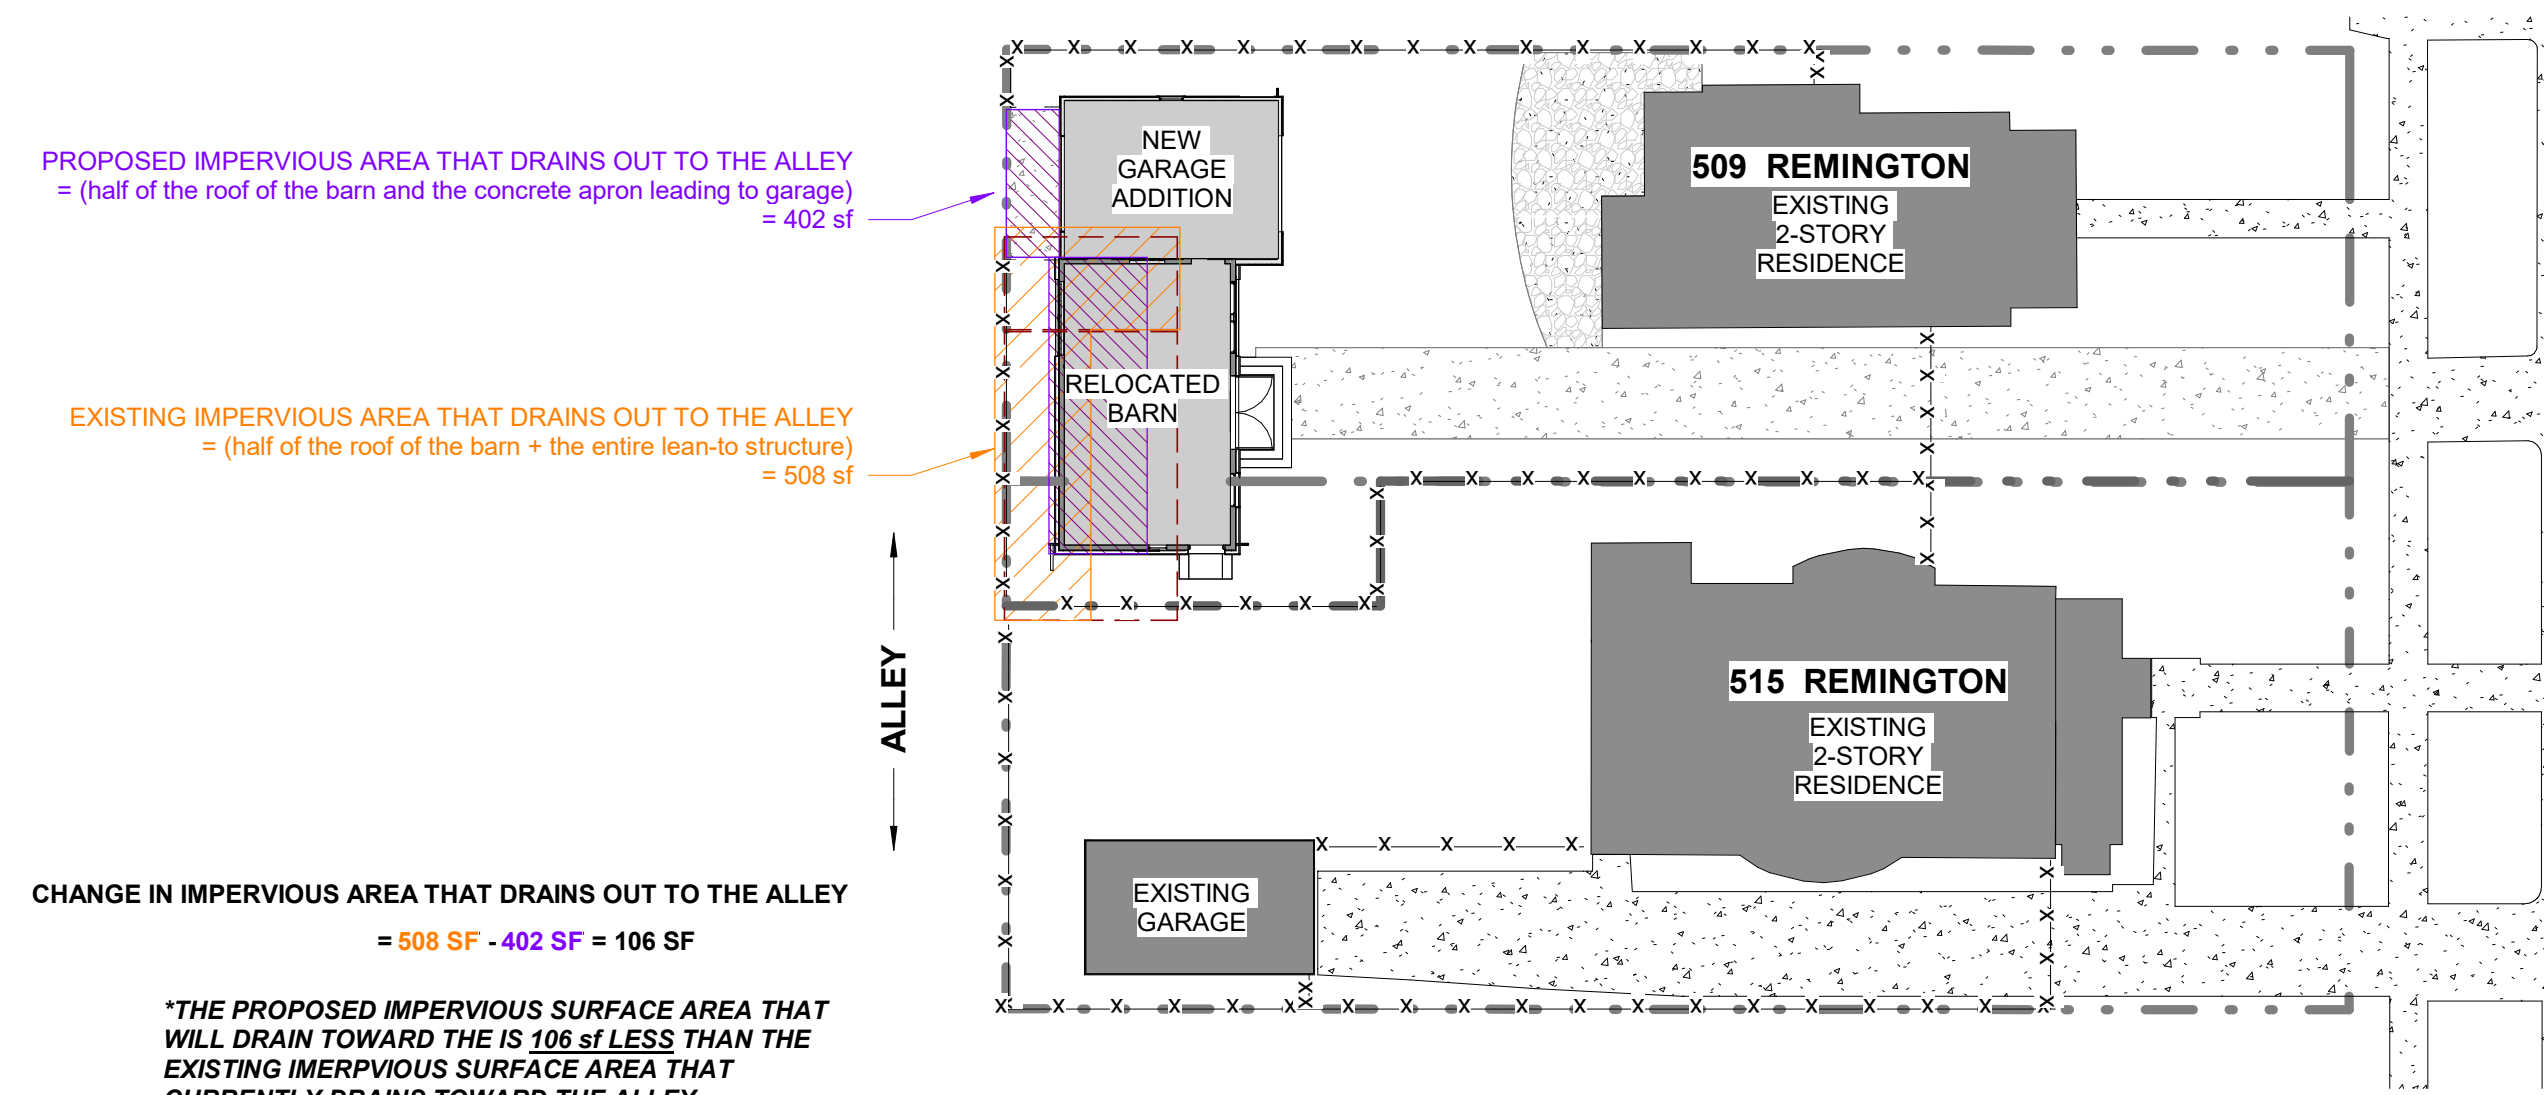 PROPOSED IMPERVIOUS AREA THAT DRAINS OUT TO THE ALLEY
= (half of the roof of the barn and the concrete apron leading to garage)
= 402 sf
EXISTING IMPERVIOUS AREA THAT DRAINS OUT TO THE ALLEY
= (half of the roof of the barn + the entire lean-to structure)
= 508 sf
NEW
GARAGE
ADDITION
RELOCATED
BARN
509 REMINGTON
EXISTING
2-STORY
RESIDENCE
515 REMINGTON
EXISTING
2-STORY
RESIDENCE
EXISTING
GARAGE
ALLEY
CHANGE IN IMPERVIOUS AREA THAT DRAINS OUT TO THE ALLEY
= 508 SF - 402 SF = 106 SF
*THE PROPOSED IMPERVIOUS SURFACE AREA THAT
WILL DRAIN TOWARD THE IS 106 sf LESS THAN THE
EXISTING IMERPVIOUS SURFACE AREA THAT
CURRENTLY DRAINS TOWARD THE ALLEY